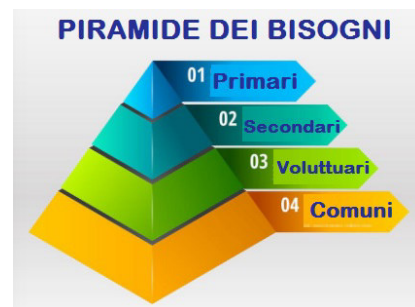 PIRAMIDE DEI BISOGNI
01 Primari
02 Secondari
03 Voluttuari
04 Comuni